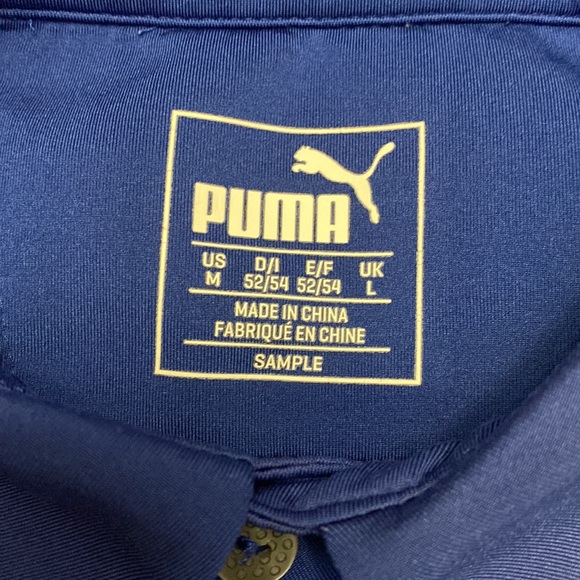 PUMA
US D/I E/F UK
M 52/54 52/54 L
MADE IN CHINA
FABRIQUÉ EN CHINE
SAMPLE